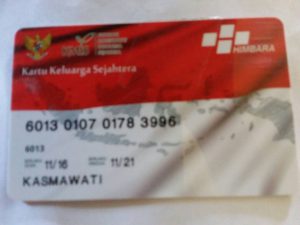 HIMBARA
Kartu Keluarga Sejahtera
6013 0107 0178 3996
6013
11/16 11/21
KASMAWATI